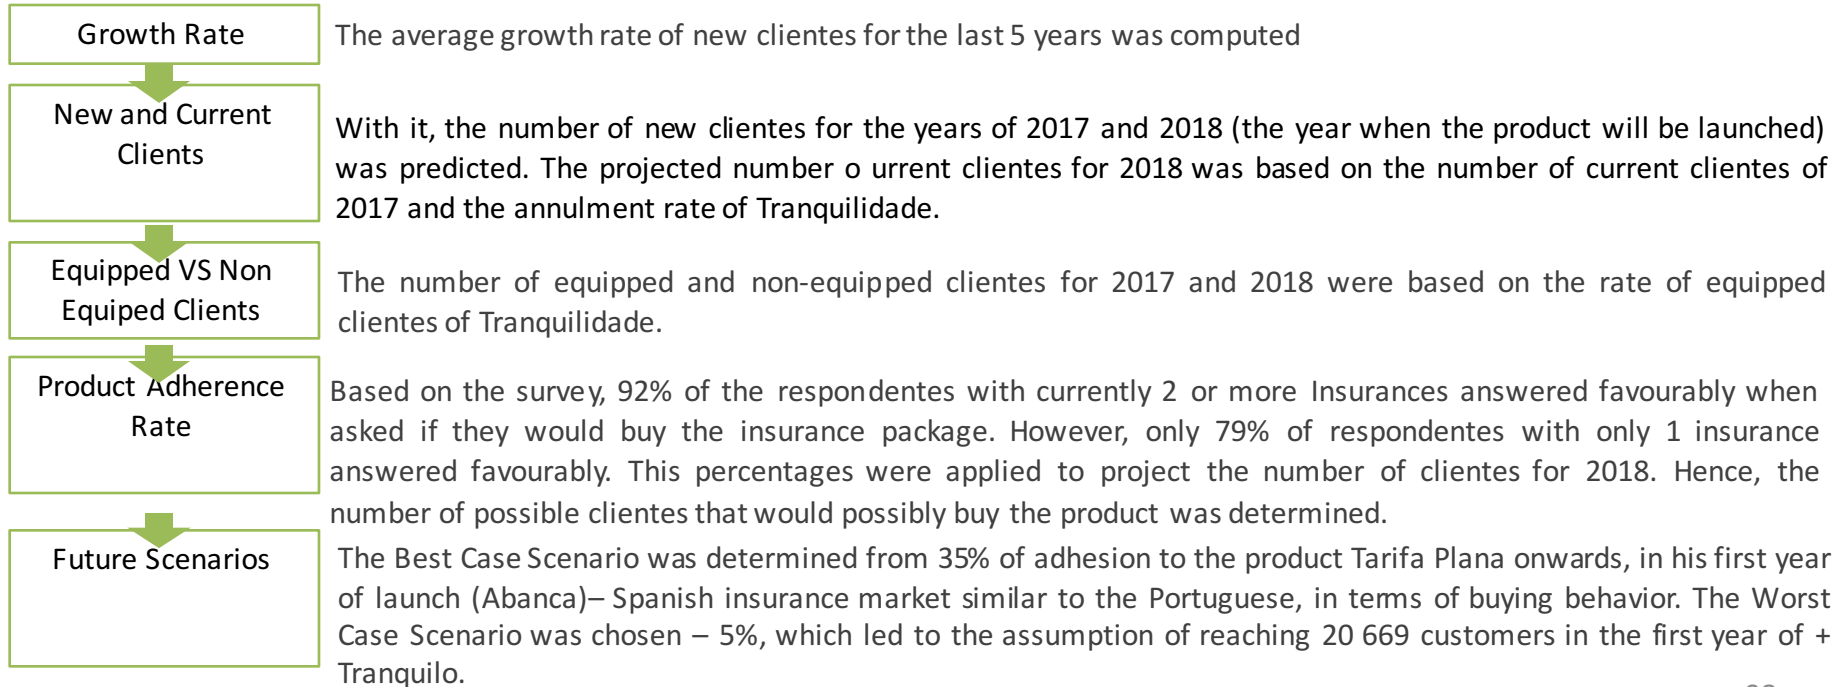 Growth Rate
The average growth rate of new clientes for the last 5 years was computed
New and Current
Clients
With it, the number of new clientes for the years of 2017 and 2018 (the year when the product will be launched)
was predicted. The projected number o urrent clientes for 2018 was based on the number of current clientes of
2017 and the annulment rate of Tranquilidade.
Equipped VS Non
Equiped Clients
The number of equipped and non-equipped clientes for 2017 and 2018 were based on the rate of equipped
clientes of Tranquilidade.
Product Adherence
Rate
Based on the survey, 92% of the respondentes with currently 2 or more Insurances answered favourably when
asked if they would buy the insurance package. However, only 79% of respondentes with only 1 insurance
answered favourably. This percentages were applied to project the number of clientes for 2018. Hence, the
number of possible clientes that would possibly buy the product was determined.
Future Scenarios
The Best Case Scenario was determined from 35% of adhesion to the product Tarifa Plana onwards, in his first year
of launch (Abanca)– Spanish insurance market similar to the Portuguese, in terms of buying behavior. The Worst
Case Scenario was chosen – 5%, which led to the assumption of reaching 20 669 customers in the first year of +
Tranquilo.